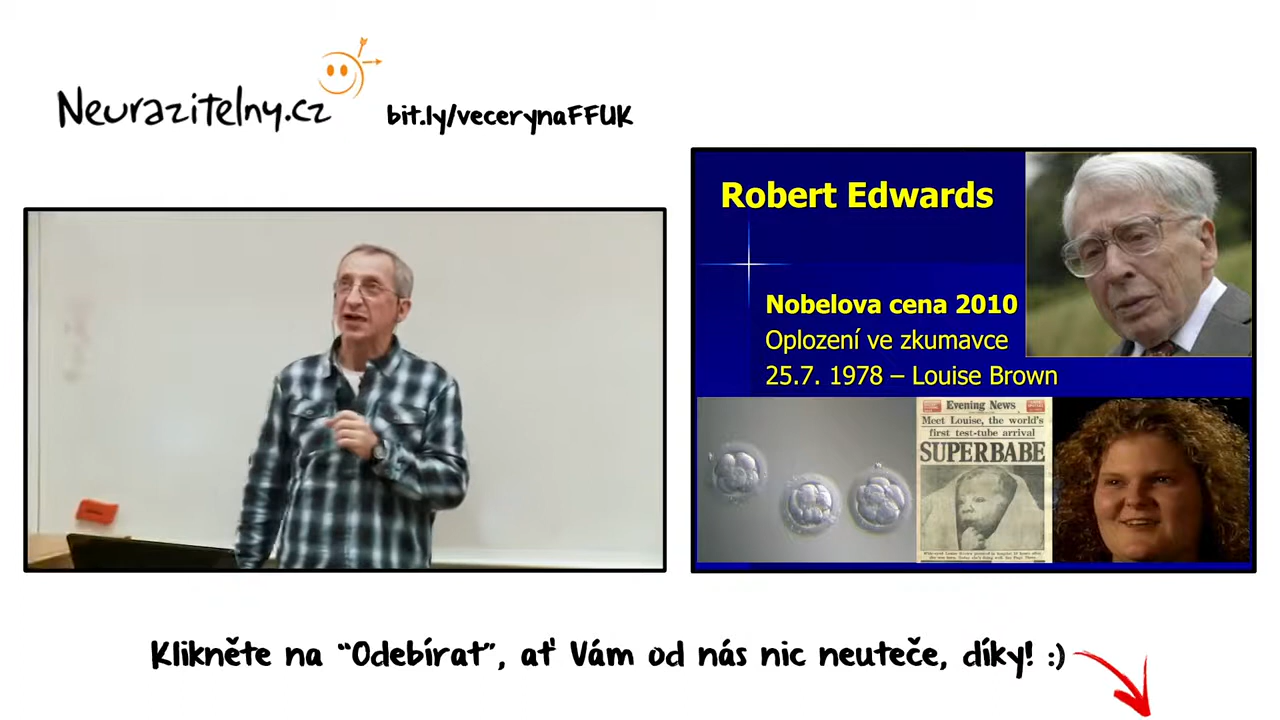 Neurazitelny.cz
bit.ly/vecerynaFFUK
Robert Edwards
Nobelova cena 2010
Oplození ve zkumavce
25.7. 1978 – Louise Brown
Evening News
Meet Louise, the world's
first test-tube arrival
SUPERBABE
Klikněte na “Odebírat”, ať Vám od nás nic neuteče, díky! :)